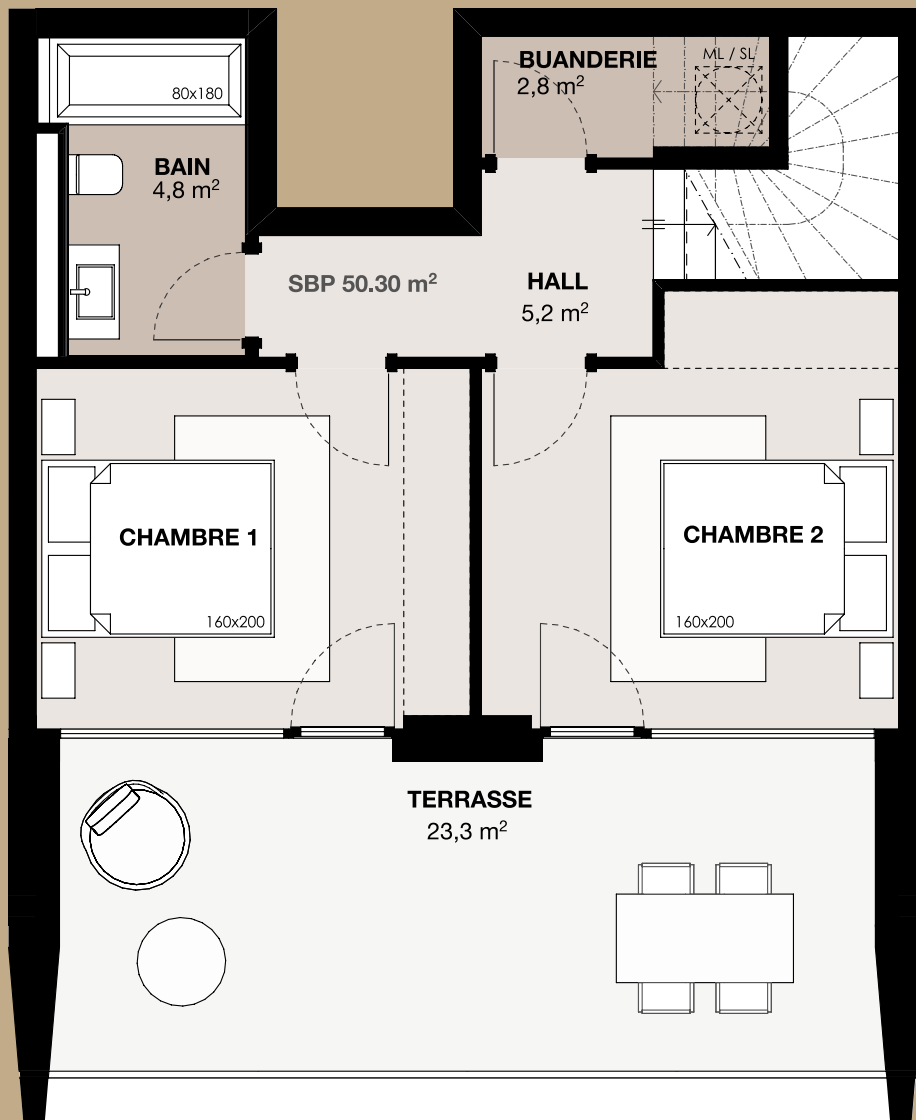 BUANDERIE
2,8 m²
ML / SL
80x180
BAIN
4,8 m²
SBP 50.30 m²
HALL
5,2 m²
CHAMBRE 1
160x200
CHAMBRE 2
160x200
TERRASSE
23,3 m²